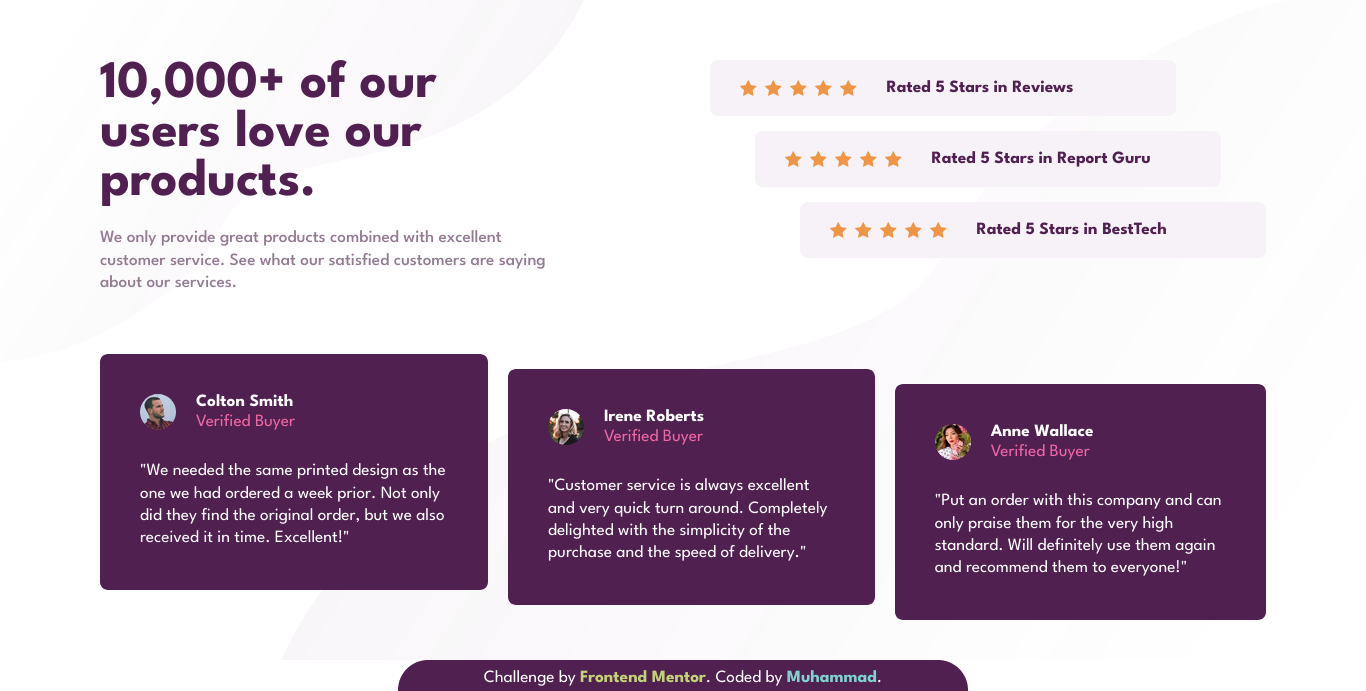 10,000+ of our
users love our
products.
We only provide great products combined with excellent
customer service. See what our satisfied customers are saying
about our services.
Rated 5 Stars in Reviews
Rated 5 Stars in Report Guru
Rated 5 Stars in BestTech
Colton Smith
Verified Buyer
"We needed the same printed design as the
one we had ordered a week prior. Not only
did they find the original order, but we also
received it in time. Excellent!"
Irene Roberts
Verified Buyer
"Customer service is always excellent
and very quick turn around. Completely
delighted with the simplicity of the
purchase and the speed of delivery."
Anne Wallace
Verified Buyer
"Put an order with this company and can
only praise them for the very high
standard. Will definitely use them again
and recommend them to everyone!"
Challenge by Frontend Mentor. Coded by Muhammad.